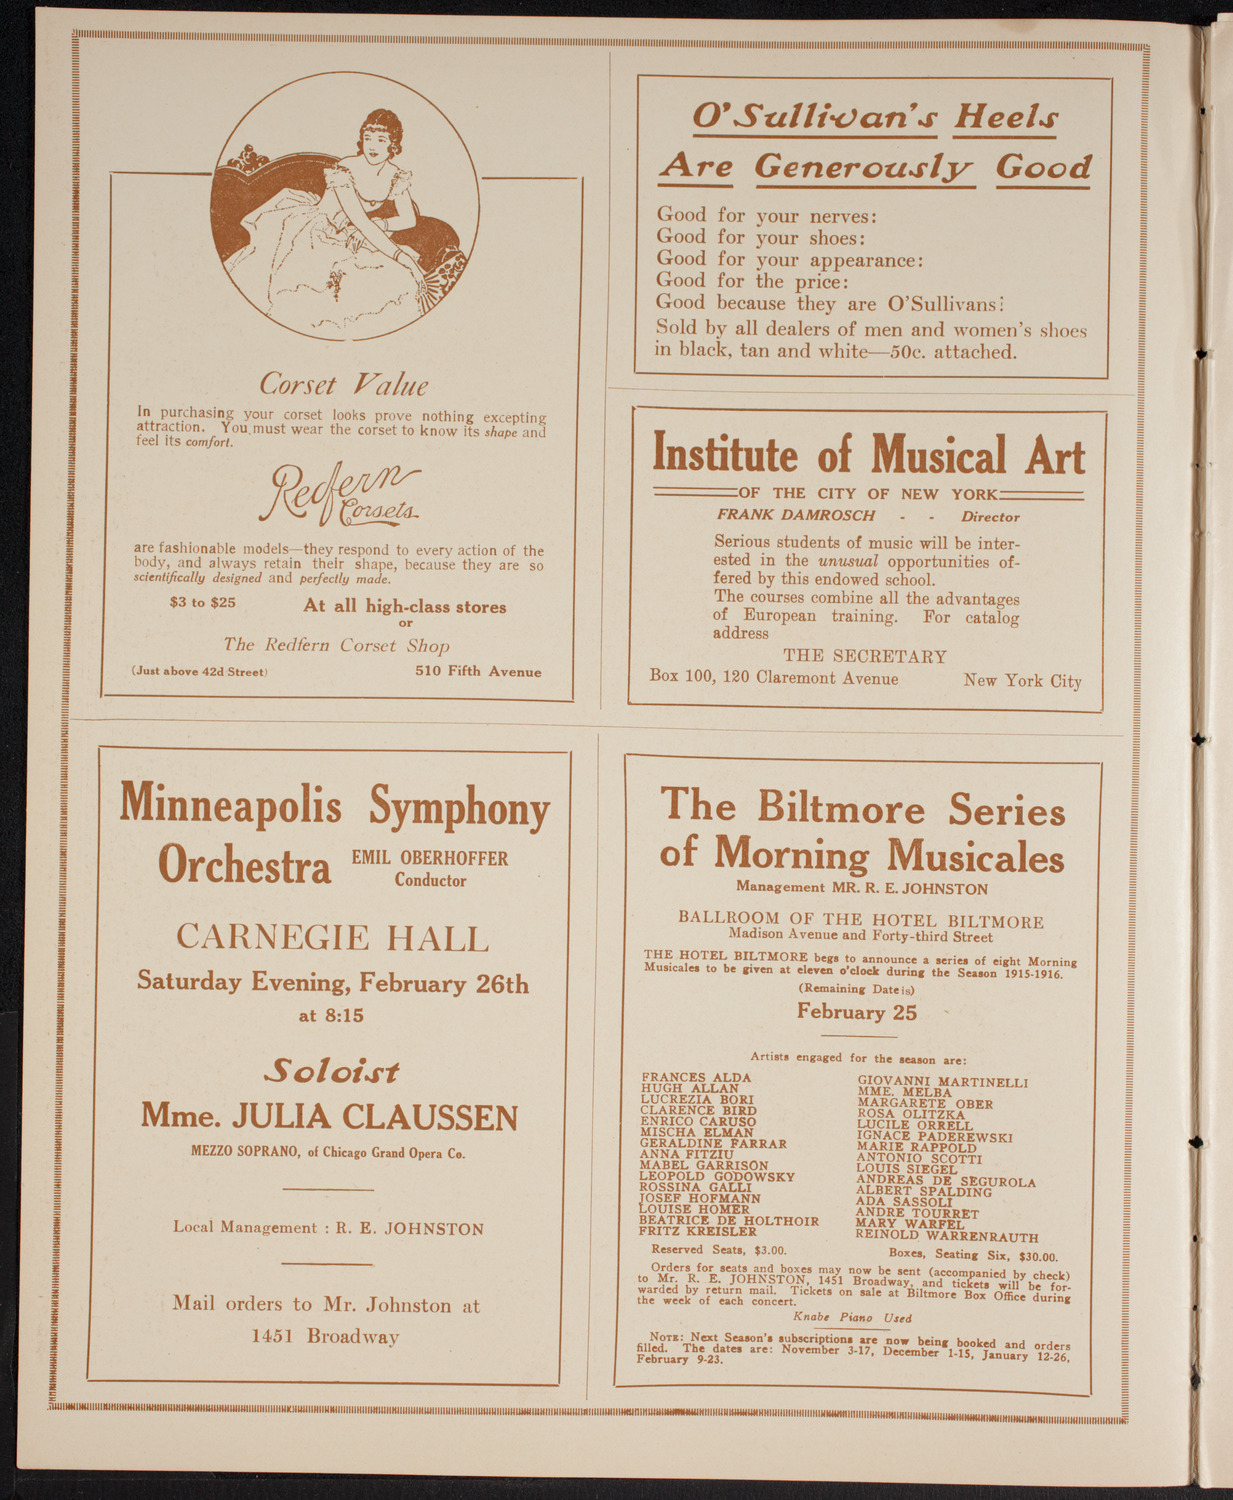 Corset Value
In purchasing your corset looks prove nothing excepting
attraction. You must wear the corset to know its shape and
feel its comfort.
Redfern
Corsets
are fashionable models—they respond to every action of the
body, and always retain their shape, because they are so
scientifically designed and perfectly made.
$3 to $25 At all high-class stores
or
The Redfern Corset Shop
(Just above 42d Street) 510 Fifth Avenue
O'Sullivan's Heels
Are Generously Good
Good for your nerves:
Good for your shoes:
Good for your appearance:
Good for the price:
Good because they are O'Sullivans!
Sold by all dealers of men and women's shoes
in black, tan and white—50c. attached.
Institute of Musical Art
OF THE CITY OF NEW YORK
FRANK DAMROSCH - - Director
Serious students of music will be inter-
ested in the unusual opportunities of-
fered by this endowed school.
The courses combine all the advantages
of European training. For catalog
address
THE SECRETARY
Box 100, 120 Claremont Avenue New York City
Minneapolis Symphony
Orchestra EMIL OBERHOFFER
Conductor
CARNEGIE HALL
Saturday Evening, February 26th
at 8:15
Soloist
Mme. JULIA CLAUSSEN
MEZZO SOPRANO, of Chicago Grand Opera Co.
Local Management : R. E. JOHNSTON
Mail orders to Mr. Johnston at
1451 Broadway
The Biltmore Series
of Morning Musicales
Management MR. R. E. JOHNSTON
BALLROOM OF THE HOTEL BILTMORE
Madison Avenue and Forty-third Street
THE HOTEL BILTMORE begs to announce a series of eight Morning
Musicales to be given at eleven o'clock during the Season 1915-1916.
(Remaining Date is)
February 25
Artists engaged for the season are:
FRANCES ALDA
HUGH ALLAN
LUCREZIA BORI
CLARENCE BIRD
ENRICO CARUSO
MISCHA ELMAN
GERALDINE FARRAR
ANNA FITZIU
MABEL GARRISON
LEOPOLD GODOWSKY
ROSSINA GALLI
JOSEF HOFMANN
LOUISE HOMER
BEATRICE DE HOLTHOIR
FRITZ KREISLER
GIOVANNI MARTINELLI
MME. MELBA
MARGARETE OBER
ROSA OLITZKA
LUCILE ORRELL
IGNACE PADEREWSKI
MARIE RAPPOLD
ANTONIO SCOTTI
LOUIS SIEGEL
ANDREAS DE SEGUROLA
ALBERT SPALDING
ADA SASSOLI
ANDRE TOURRET
MARY WARFEL
REINOLD WARRENRAUTH
Reserved Seats, $3.00. Boxes, Seating Six, $30.00.
Orders for seats and boxes may now be sent (accompanied by check)
to Mr. R. E. JOHNSTON, 1451 Broadway, and tickets will be for-
warded by return mail. Tickets on sale at Biltmore Box Office during
the week of each concert.
Knabe Piano Used
NOTE: Next Season's subscriptions are now being booked and orders
filled. The dates are: November 3-17, December 1-15, January 12-26,
February 9-23.